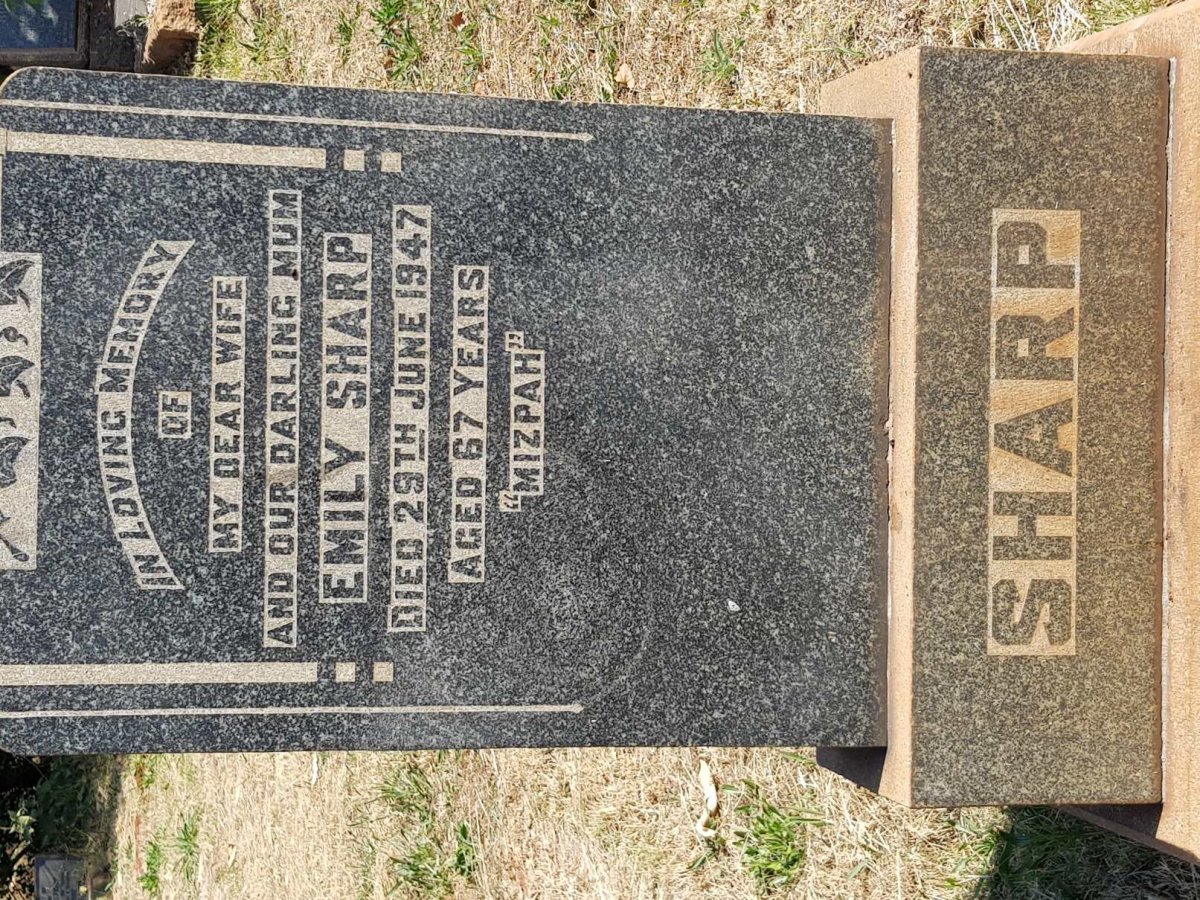 IN LOVING MEMORY
OF
MY DEAR WIFE
AND OUR DARLING MUM
EMILY SHARP
DIED 29TH JUNE 1947
AGED 67 YEARS
“MIZPAH”
SHARP